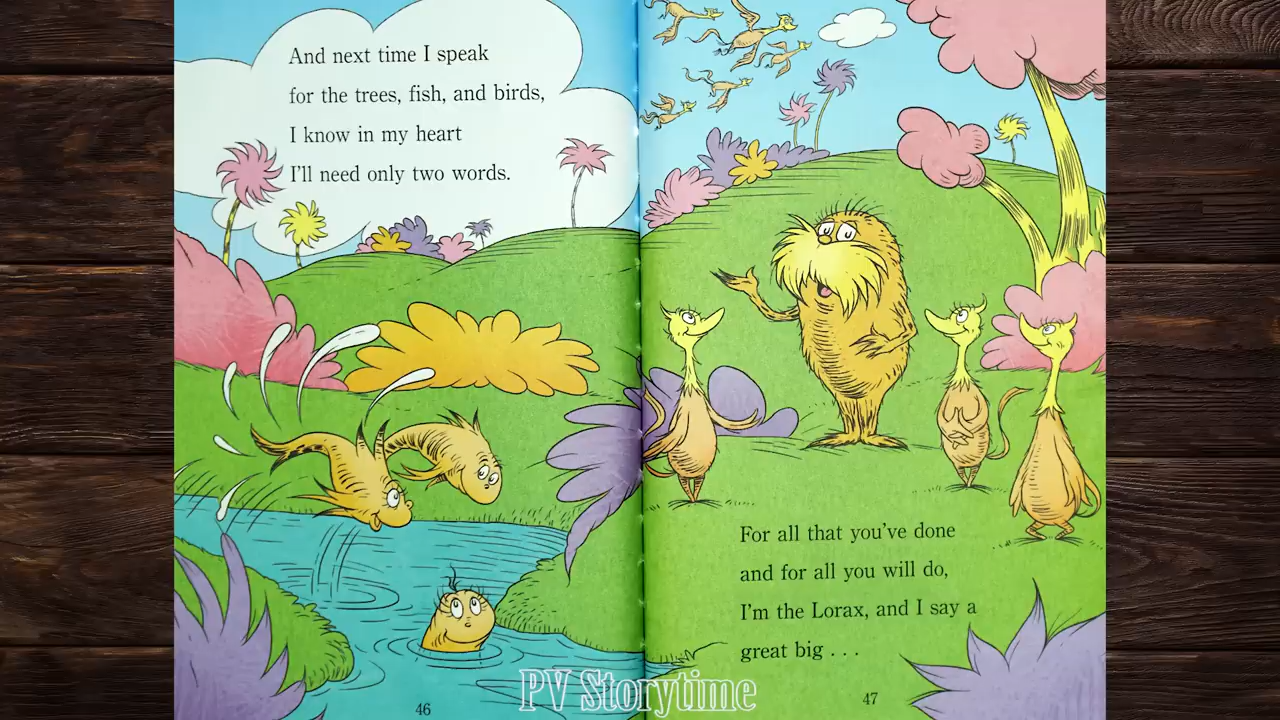 And next time I speak
for the trees, fish, and birds,
I know in my heart
I'll need only two words.
46
For all that you've done
and for all you will do,
I'm the Lorax, and I say a
great big . . .
47
PV Storytime